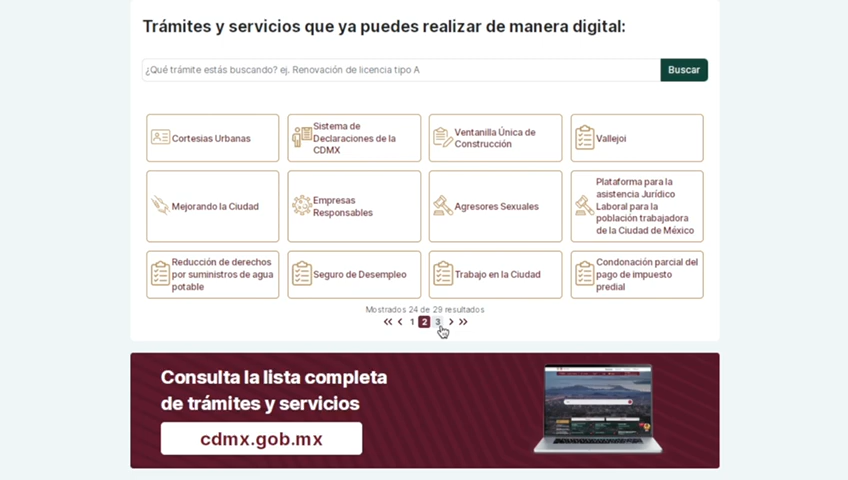 Trámites y servicios que ya puedes realizar de manera digital:
¿Qué trámite estás buscando? ej. Renovación de licencia tipo A
Buscar
Cortesías Urbanas
Sistema de
Declaraciones de la
CDMX
Ventanilla Única de
Construcción
Vallejoi
Mejorando la Ciudad
Empresas
Responsables
Agresores Sexuales
Plataforma para la
asistencia Jurídico
Laboral para la
población trabajadora
de la Ciudad de México
Reducción de derechos
por suministros de agua
potable
Seguro de Desempleo
Trabajo en la Ciudad
Condonación parcial del
pago de impuesto
predial
Mostrados 24 de 29 resultados
1 2 3
Consulta la lista completa
de trámites y servicios
cdmx.gob.mx